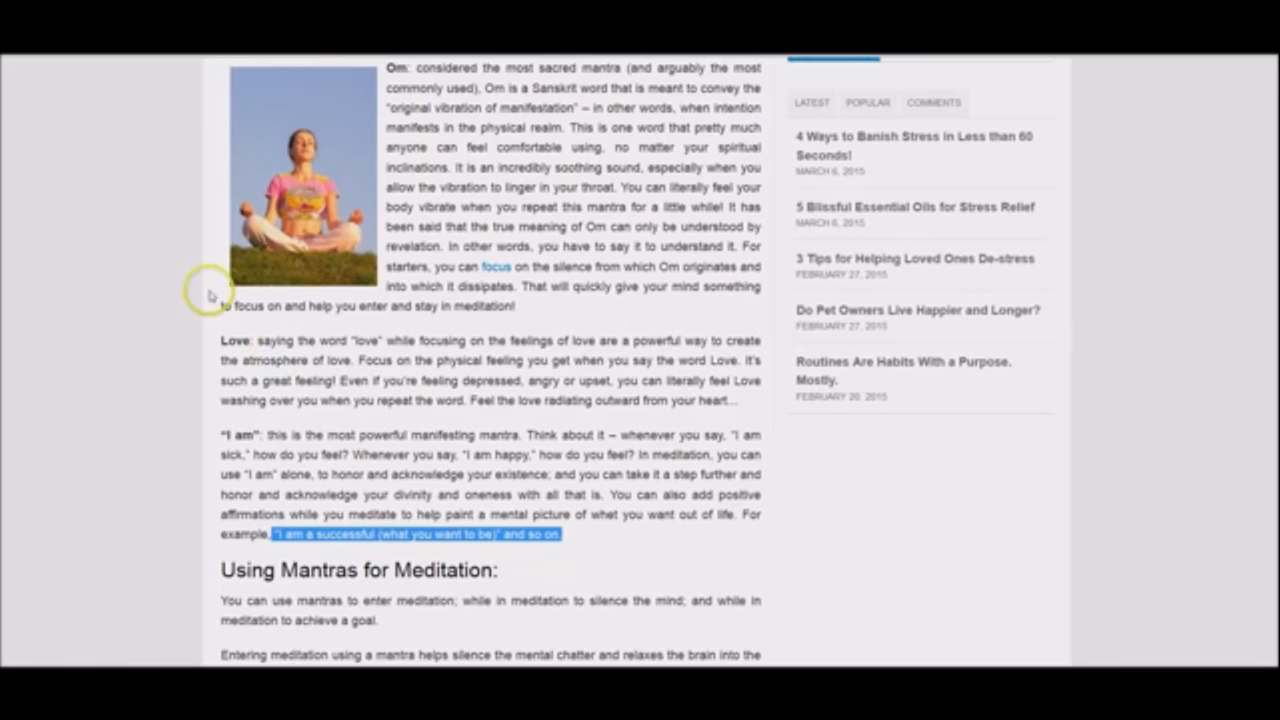 Om: considered the most sacred mantra (and arguably the most
commonly used), Om is a Sanskrit word that is meant to convey the
"original vibration of manifestation" – in other words, when intention
manifests in the physical realm. This is one word that pretty much
anyone can feel comfortable using, no matter your spiritual
inclinations. It is an incredibly soothing sound, especially when you
allow the vibration to linger in your throat. You can literally feel your
body vibrate when you repeat this mantra for a little while! It has
been said that the true meaning of Om can only be understood by
revelation. In other words, you have to say it to understand it. For
starters, you can focus on the silence from which Om originates and
into which it dissipates. That will quickly give your mind something
to focus on and help you enter and stay in meditation!
Love: saying the word "love" while focusing on the feelings of love are a powerful way to create
the atmosphere of love. Focus on the physical feeling you get when you say the word Love. It's
such a great feeling! Even if you're feeling depressed, angry or upset, you can literally feel Love
washing over you when you repeat the word. Feel the love radiating outward from your heart...
"I am": this is the most powerful manifesting mantra. Think about it – whenever you say, "I am
sick," how do you feel? Whenever you say, "I am happy," how do you feel? In meditation, you can
use "I am" alone, to honor and acknowledge your existence; and you can take it a step further and
honor and acknowledge your divinity and oneness with all that is. You can also add positive
affirmations while you meditate to help paint a mental picture of whet you want out of life. For
example, "I am a successful (what you want to be)" and so on.
Using Mantras for Meditation:
You can use mantras to enter meditation; while in meditation to silence the mind; and while in
meditation to achieve a goal.
Entering meditation using a mantra helps silence the mental chatter and relaxes the brain into the
LATEST POPULAR COMMENTS
4 Ways to Banish Stress in Less than 60
Seconds!
MARCH 6, 2015
5 Blissful Essential Oils for Stress Relief
MARCH 6, 2015
3 Tips for Helping Loved Ones De-stress
FEBRUARY 27, 2015
Do Pet Owners Live Happier and Longer?
FEBRUARY 27, 2015
Routines Are Habits With a Purpose.
Mostly.
FEBRUARY 20, 2015